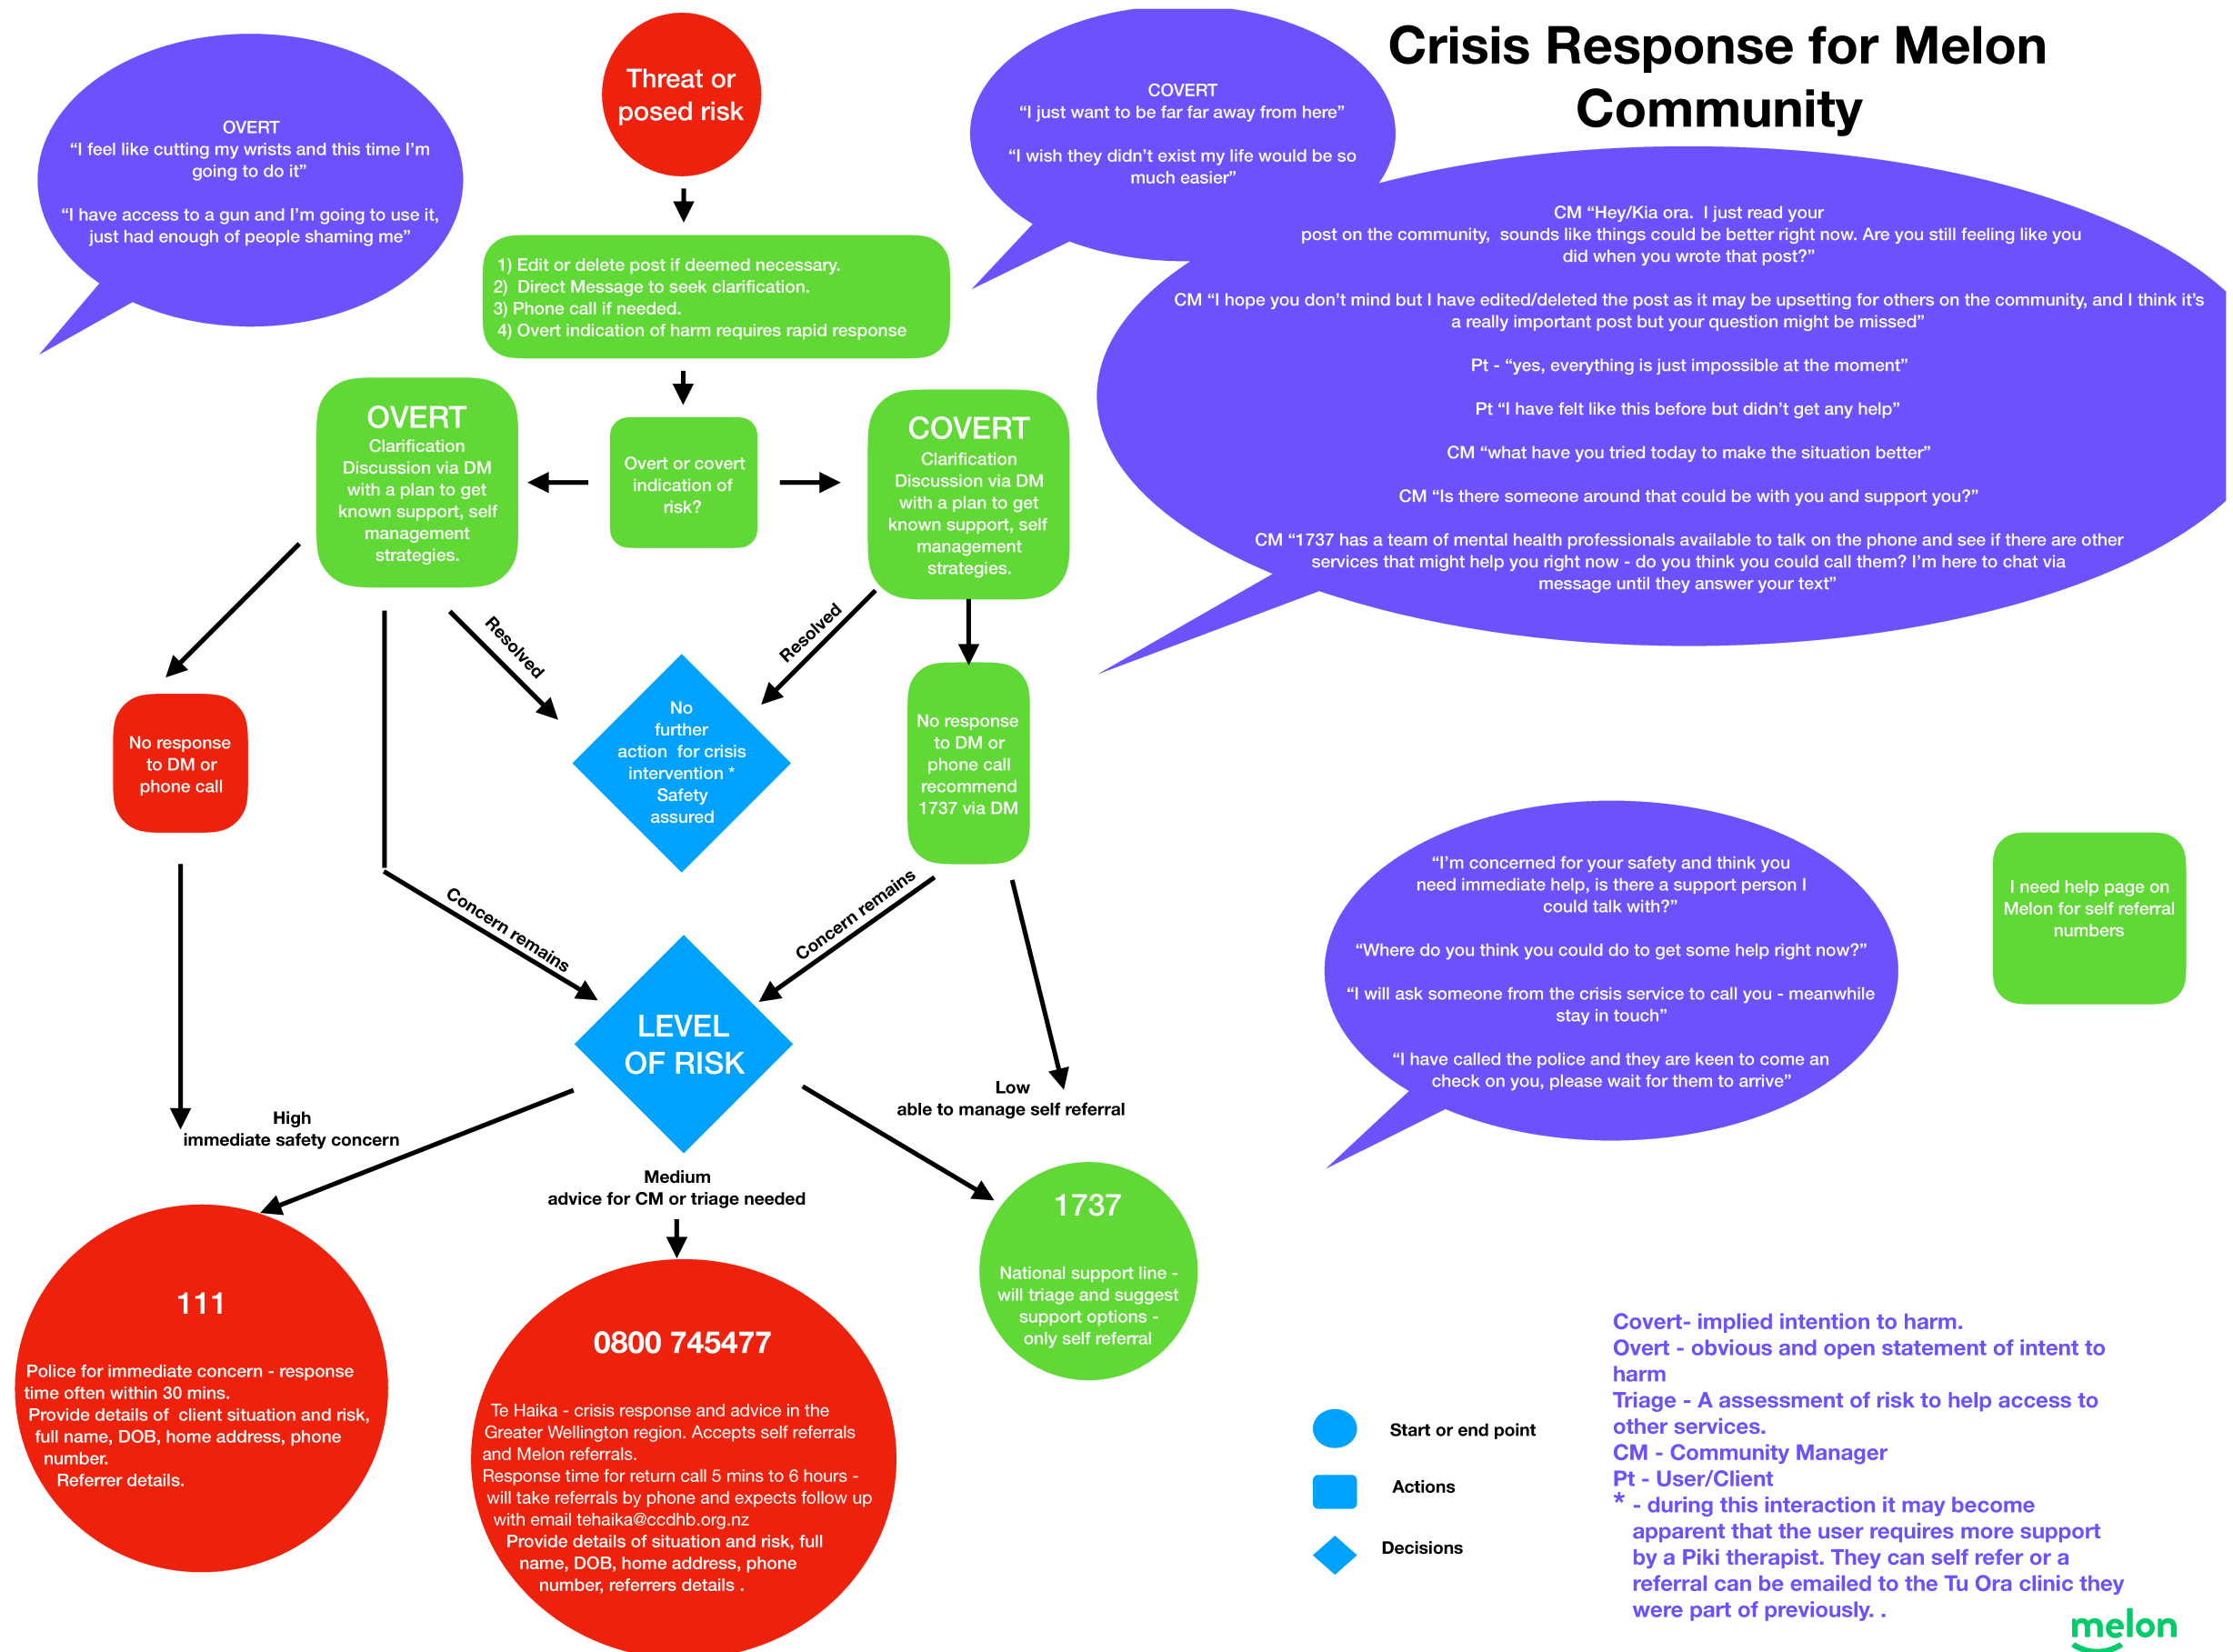 Crisis Response for Melon
Community
Threat or
posed risk
OVERT
“I feel like cutting my wrists and this time I’m
going to do it”
“I have access to a gun and I’m going to use it,
just had enough of people shaming me”
COVERT
“I just want to be far far away from here”
“I wish they didn’t exist my life would be so
much easier”
CM “Hey/Kia ora.  I just read your
post on the community,  sounds like things could be better right now. Are you still feeling like you
did when you wrote that post?”
CM “I hope you don’t mind but I have edited/deleted the post as it may be upsetting for others on the community, and I think it’s
a really important post but your question might be missed”
Pt - “yes, everything is just impossible at the moment”
Pt “I have felt like this before but didn’t get any help”
CM “what have you tried today to make the situation better”
CM “Is there someone around that could be with you and support you?”
CM “1737 has a team of mental health professionals available to talk on the phone and see if there are other
services that might help you right now - do you think you could call them? I’m here to chat via
message until they answer your text”
1) Edit or delete post if deemed necessary.
2)  Direct Message to seek clarification.
3) Phone call if needed.
4) Overt indication of harm requires rapid response
OVERT
Clarification
Discussion via DM
with a plan to get
known support, self
management
strategies.
Overt or covert
indication of
risk?
COVERT
Clarification
Discussion via DM
with a plan to get
known support, self
management
strategies.
Resolved
Resolved
No response
to DM or
phone call
No
further
action  for crisis
intervention *
Safety
assured
No response
to DM or
phone call
recommend
1737 via DM
Concern remains
Concern remains
“I’m concerned for your safety and think you
need immediate help, is there a support person I
could talk with?”
“Where do you think you could do to get some help right now?”
“I will ask someone from the crisis service to call you - meanwhile
stay in touch”
“I have called the police and they are keen to come an
check on you, please wait for them to arrive”
I need help page on
Melon for self referral
numbers
LEVEL
OF RISK
High
immediate safety concern
Medium
advice for CM or triage needed
Low
able to manage self referral
111
Police for immediate concern - response
time often within 30 mins.
Provide details of  client situation and risk,
full name, DOB, home address, phone
number.
Referrer details.
0800 745477
Te Haika - crisis response and advice in the
Greater Wellington region. Accepts self referrals
and Melon referrals.
Response time for return call 5 mins to 6 hours -
will take referrals by phone and expects follow up
with email tehaika@ccdhb.org.nz
Provide details of situation and risk, full
name, DOB, home address, phone
number, referrers details .
1737
National support line -
will triage and suggest
support options -
only self referral
Start or end point
Actions
Decisions
Covert- implied intention to harm.
Overt - obvious and open statement of intent to
harm
Triage - A assessment of risk to help access to
other services.
CM - Community Manager
Pt - User/Client
* - during this interaction it may become
apparent that the user requires more support
by a Piki therapist. They can self refer or a
referral can be emailed to the Tu Ora clinic they
were part of previously. .
melon